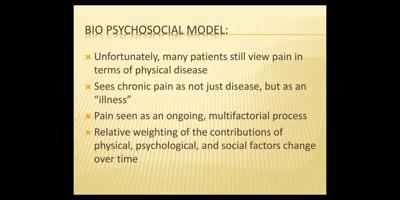 BIO PSYCHOSOCIAL MODEL:
Unfortunately, many patients still view pain in
terms of physical disease
Sees chronic pain as not just disease, but as an
“illness”
Pain seen as an ongoing, multifactorial process
Relative weighting of the contributions of
physical, psychological, and social factors change
over time